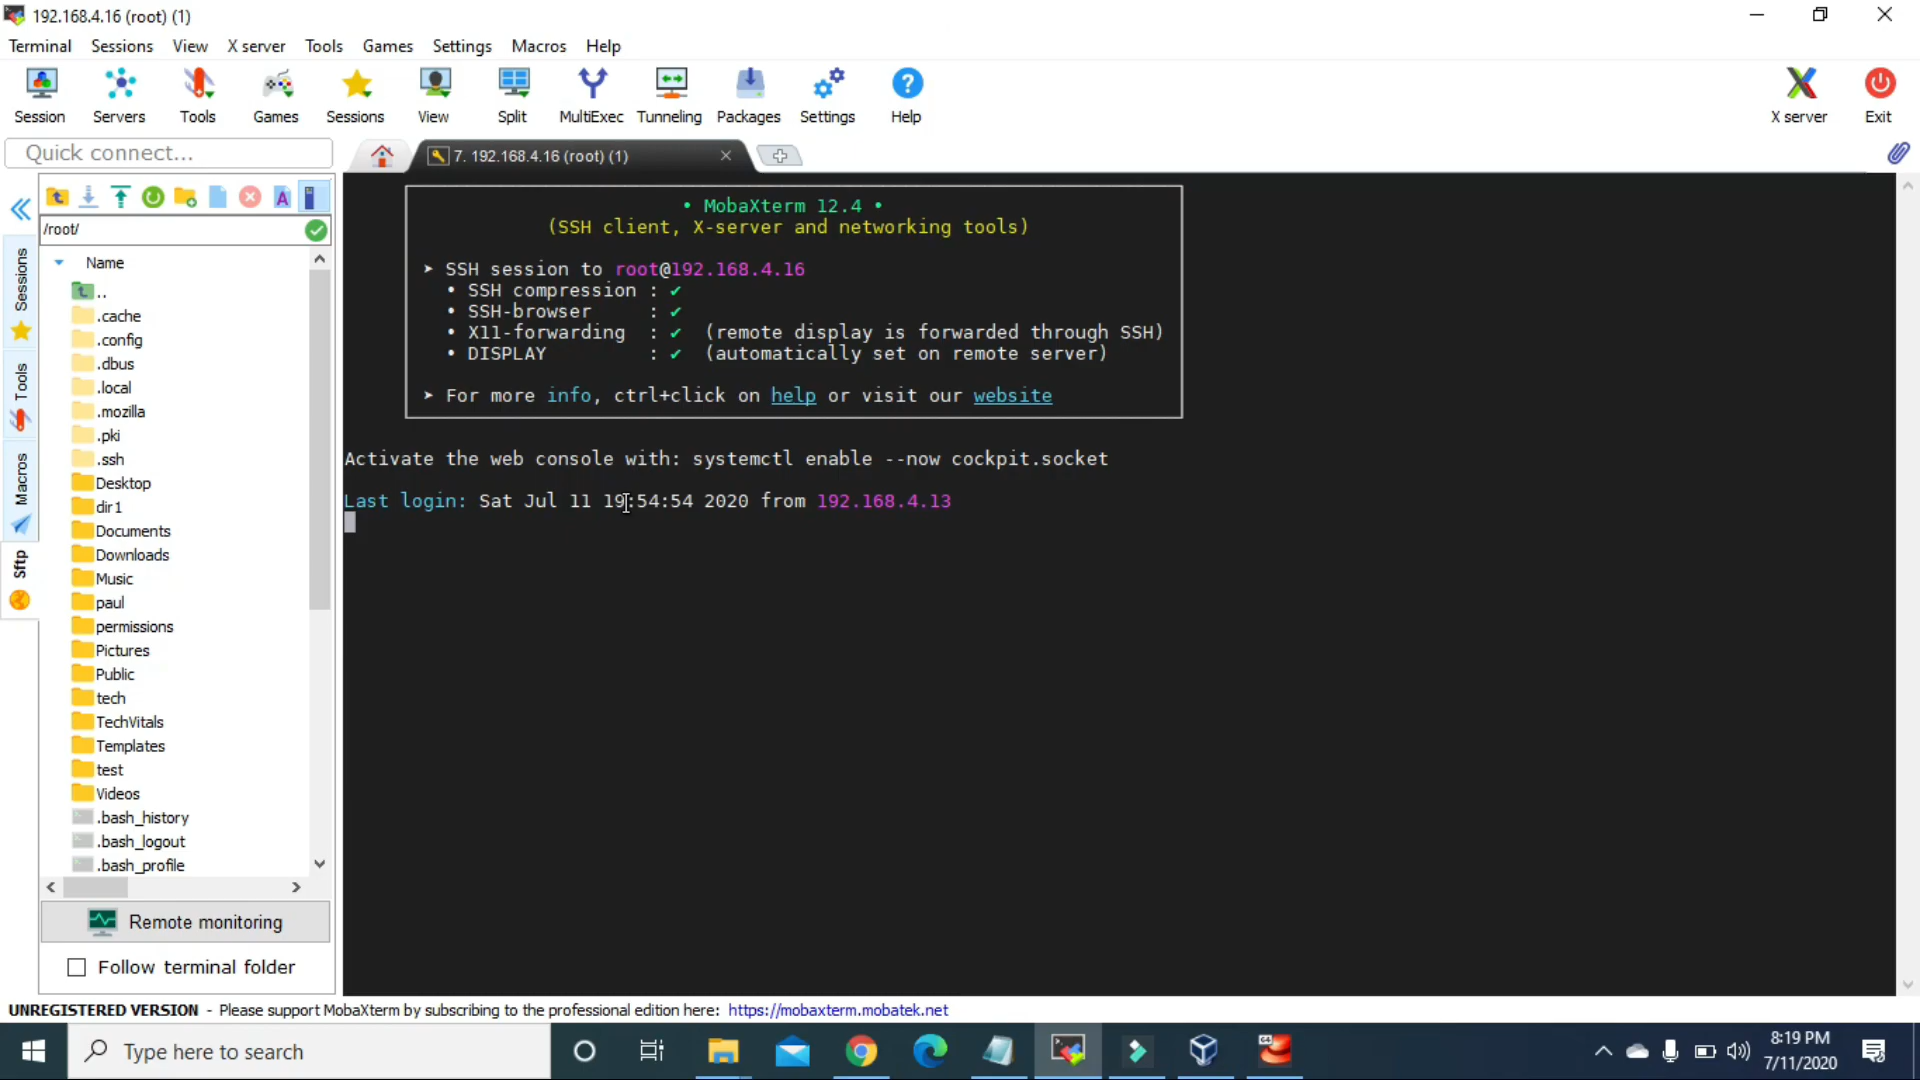 192.168.4.16 (root) (1)
Terminal Sessions View X server Tools Games Settings Macros Help
Session Servers Tools Games Sessions View Split MultiExec Tunneling Packages Settings Help X server Exit
Quick connect...
7. 192.168.4.16 (root) (1)
/root/
Name
..
.cache
.config
.dbus
.local
.mozilla
.pki
.ssh
Desktop
dir1
Documents
Downloads
Music
paul
permissions
Pictures
Public
tech
TechVitals
Templates
test
Videos
.bash_history
.bash_logout
.bash_profile
Sessions
Tools
Macros
Sftp
Remote monitoring
Follow terminal folder
• MobaXterm 12.4 •
(SSH client, X-server and networking tools)
➤ SSH session to root@192.168.4.16
• SSH compression : ✔
• SSH-browser : ✔
• X11-forwarding : ✔ (remote display is forwarded through SSH)
• DISPLAY : ✔ (automatically set on remote server)
➤ For more info, ctrl+click on help or visit our website
Activate the web console with: systemctl enable --now cockpit.socket
Last login: Sat Jul 11 19:54:54 2020 from 192.168.4.13
UNREGISTERED VERSION - Please support MobaXterm by subscribing to the professional edition here: https://mobaxterm.mobatek.net
Type here to search
64
8:19 PM
7/11/2020